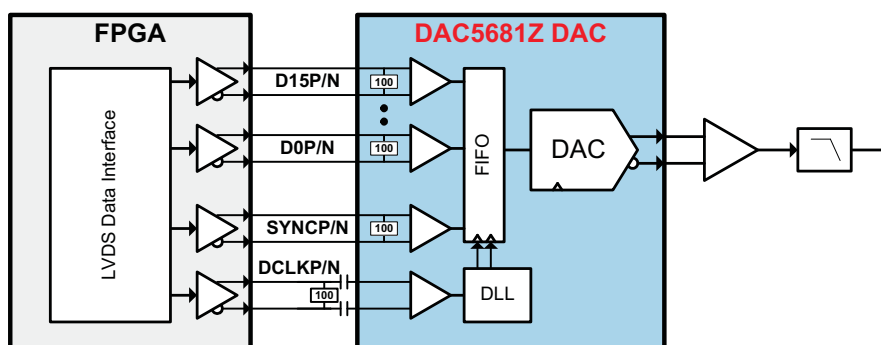 FPGA
DAC5681Z DAC
LVDS Data Interface
D15P/N
100
D0P/N
100
SYNCP/N
100
DCLKP/N
100
FIFO
DAC
DLL